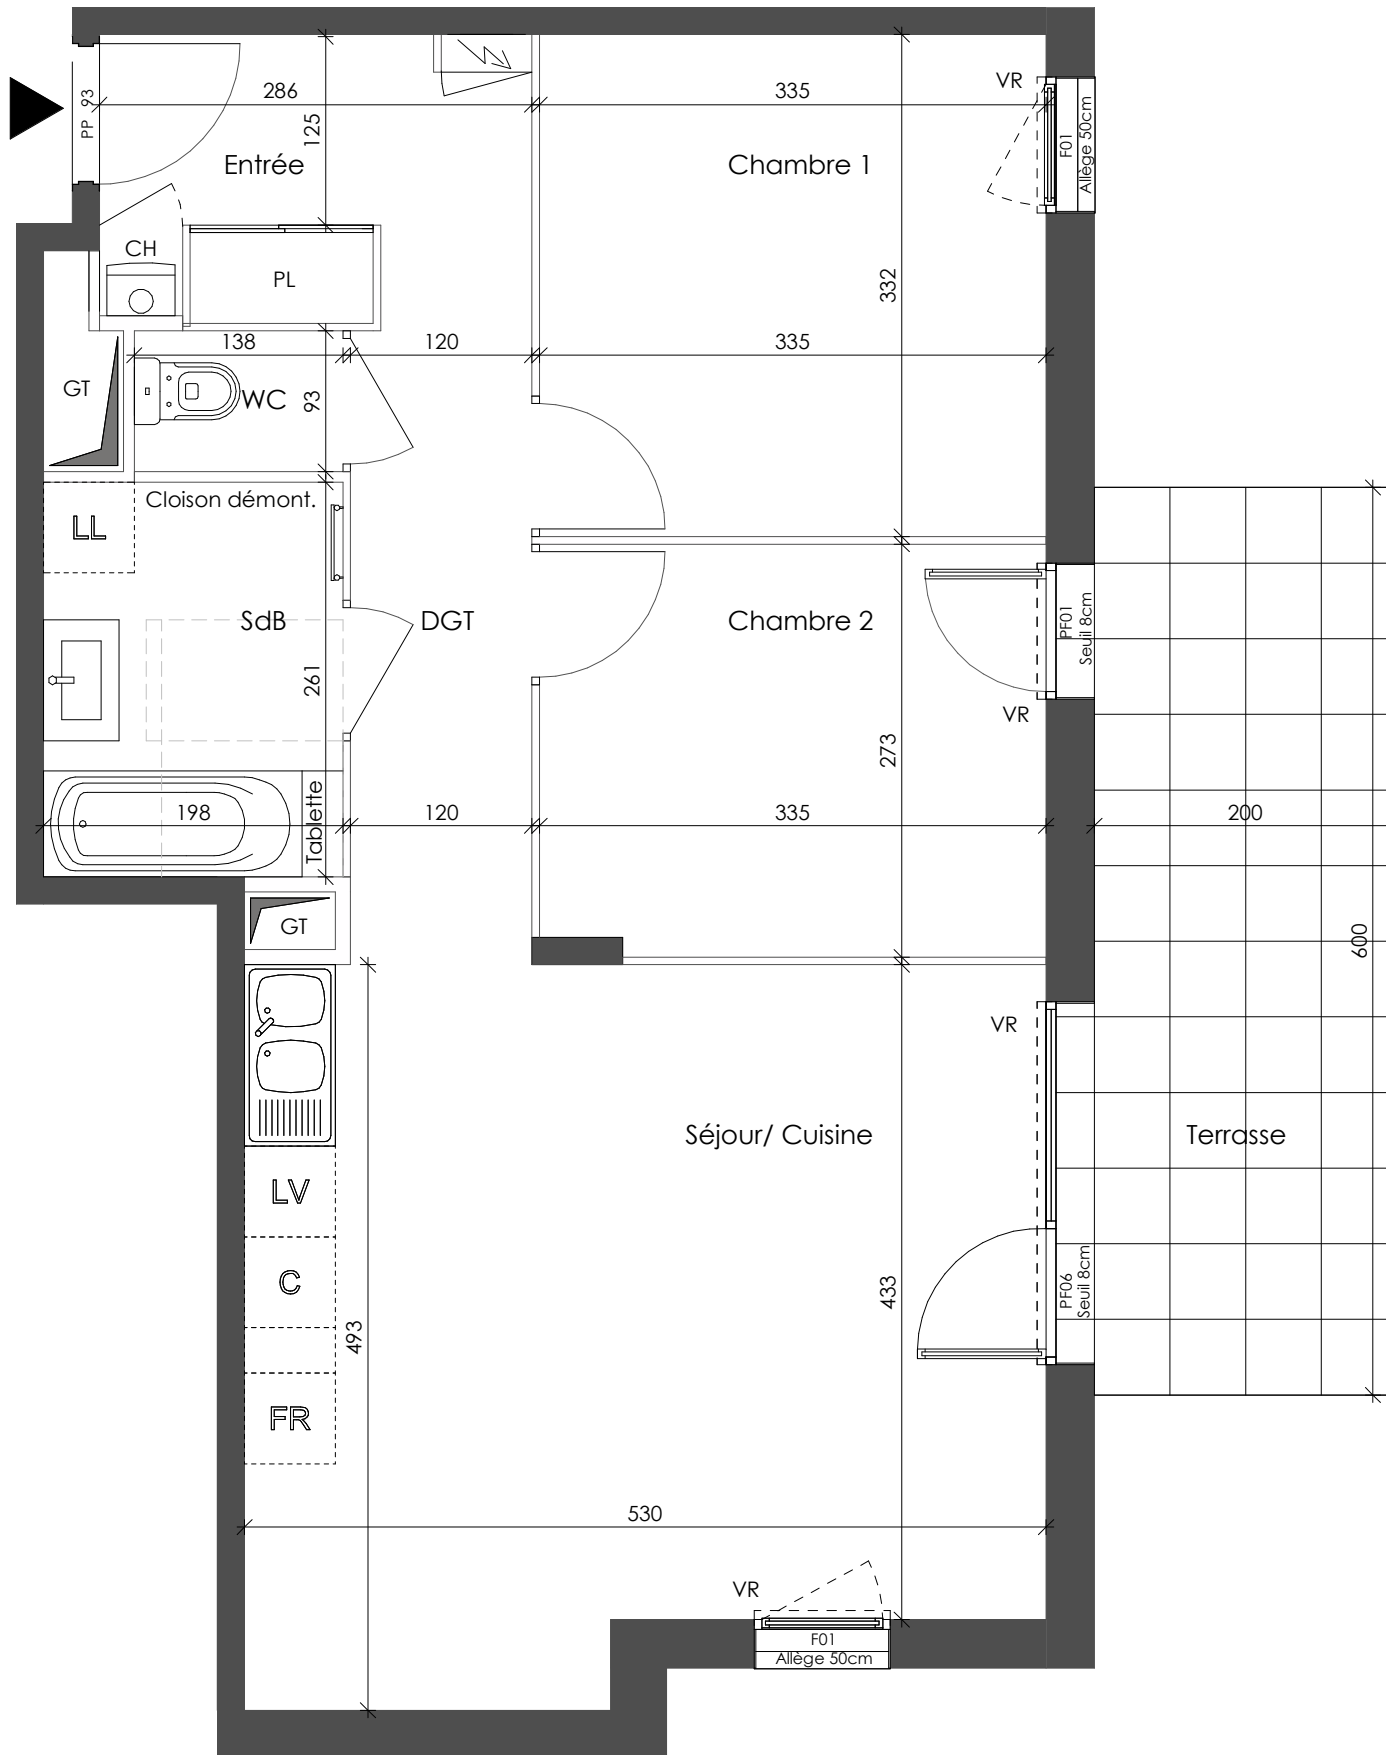 PP 93
286
125
Entrée
335
VR
Chambre 1
F01
Allège 50cm
CH
PL
332
138
120
335
GT
WC
93
Cloison démont.
LL
SdB
DGT
Chambre 2
PF01
Seuil 8cm
261
VR
273
198
Tablette
120
335
200
GT
600
VR
Séjour/ Cuisine
Terrasse
LV
C
433
PF06
Seuil 8cm
493
FR
530
VR
F01
Allège 50cm